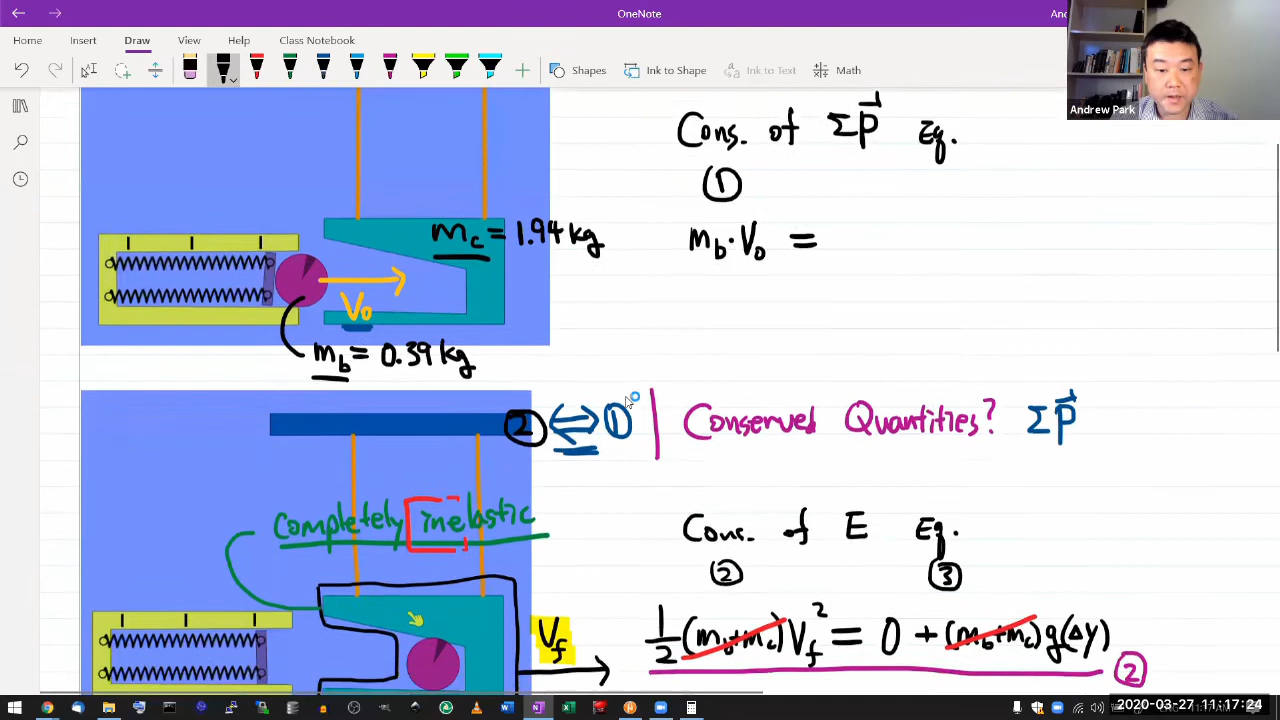 OneNote
And
Home Insert Draw View Help Class Notebook
Shapes Ink to Shape Ink to Text Math
Andrew Park
Cons. of Σp⃗ Eq.
①
m_c = 1.94 kg
m_b · V_0 =
V_0
m_b = 0.39 kg
② ⇔ ① | Conserved Quantities? Σp⃗
Completely inelastic
Cons. of E Eq.
② ③
V_f
1/2 (m_b+m_c) V_f^2 = 0 + (m_b+m_c) g(Δy)
②
2020-03-27 11:17:24